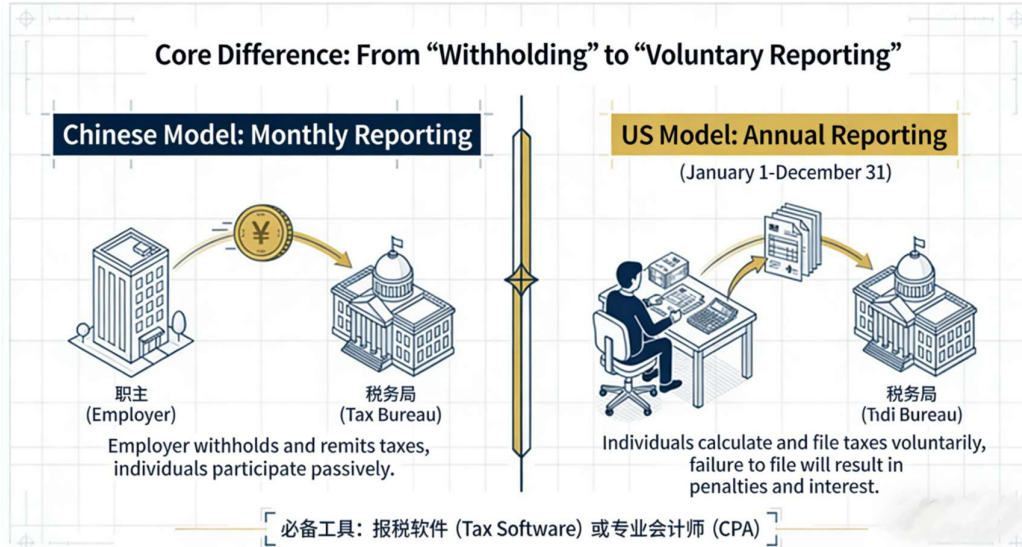 Core Difference: From “Withholding” to “Voluntary Reporting”
Chinese Model: Monthly Reporting
¥
职主
(Employer)
税务局
(Tax Bureau)
Employer withholds and remits taxes,
individuals participate passively.
US Model: Annual Reporting
(January 1-December 31)
税务局
(Tndi Bureau)
Individuals calculate and file taxes voluntarily,
failure to file will result in
penalties and interest.
必备工具：报税软件 (Tax Software) 或专业会计师 (CPA)